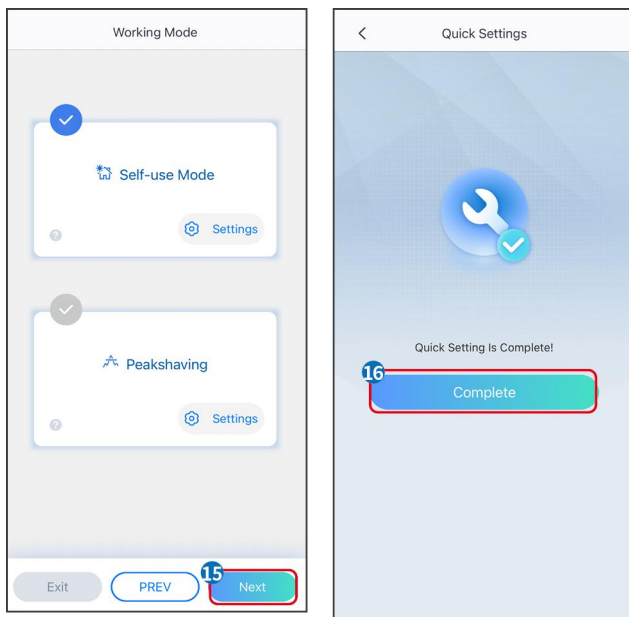 Working Mode
Self-use Mode
?
Settings
Peakshaving
?
Settings
Exit
PREV
15
Next
Quick Settings
Quick Setting Is Complete!
16
Complete